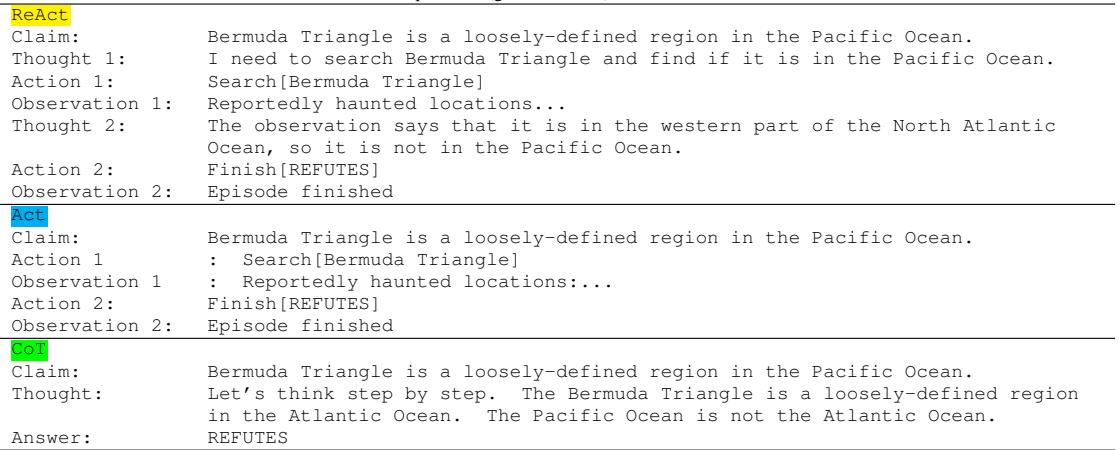 ReAct
Claim: Bermuda Triangle is a loosely-defined region in the Pacific Ocean.
Thought 1: I need to search Bermuda Triangle and find if it is in the Pacific Ocean.
Action 1: Search[Bermuda Triangle]
Observation 1: Reportedly haunted locations...
Thought 2: The observation says that it is in the western part of the North Atlantic
Ocean, so it is not in the Pacific Ocean.
Action 2: Finish[REFUTES]
Observation 2: Episode finished
Act
Claim: Bermuda Triangle is a loosely-defined region in the Pacific Ocean.
Action 1 : Search[Bermuda Triangle]
Observation 1 : Reportedly haunted locations:...
Action 2: Finish[REFUTES]
Observation 2: Episode finished
CoT
Claim: Bermuda Triangle is a loosely-defined region in the Pacific Ocean.
Thought: Let's think step by step. The Bermuda Triangle is a loosely-defined region
in the Atlantic Ocean. The Pacific Ocean is not the Atlantic Ocean.
Answer: REFUTES